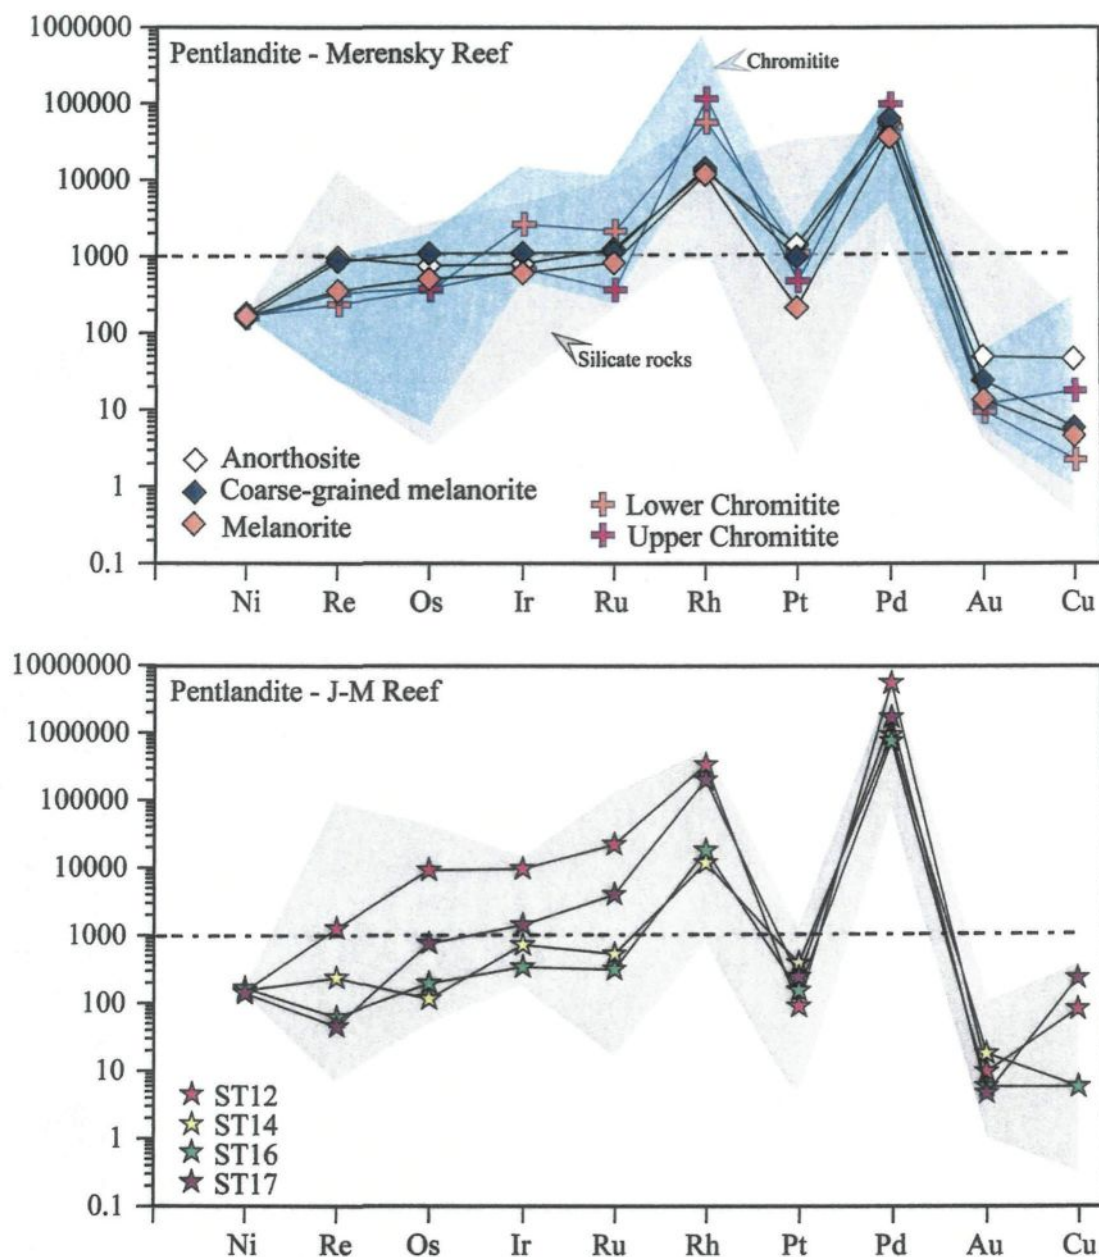 1000000
Pentlandite - Merensky Reef
Chromitite
100000
10000
1000
100
Silicate rocks
10
Anorthosite
1
Coarse-grained melanorite
Lower Chromitite
Melanorite
Upper Chromitite
0.1
Ni Re Os Ir Ru Rh Pt Pd Au Cu
10000000
Pentlandite - J-M Reef
1000000
100000
10000
1000
100
10
ST12
ST14
1
ST16
ST17
0.1
Ni Re Os Ir Ru Rh Pt Pd Au Cu